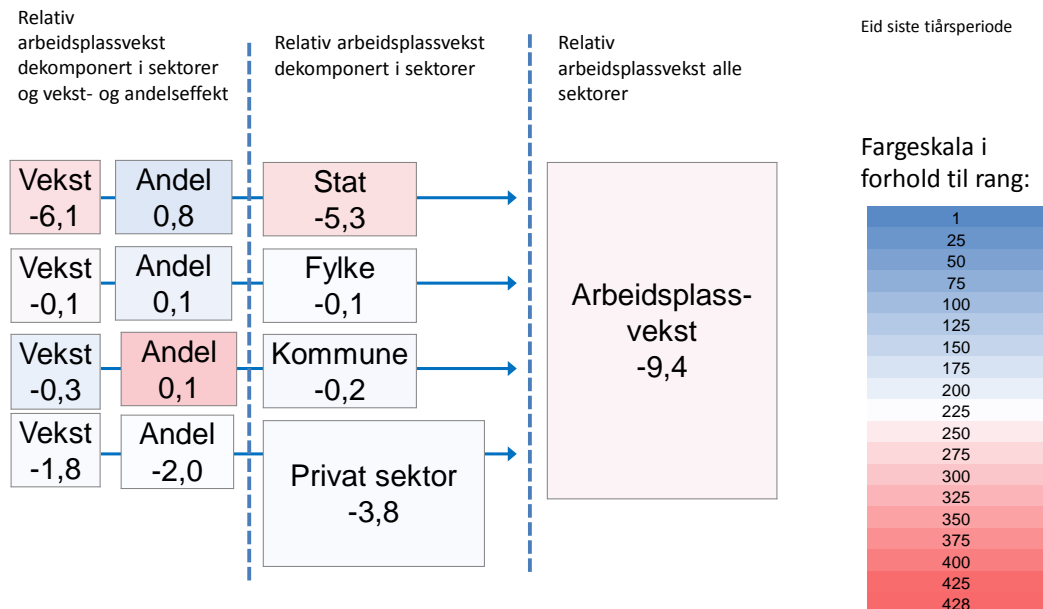 Relativ
arbeidsplassvekst
dekomponert i sektorer
og vekst- og andelseffekt
Relativ arbeidsplassvekst
dekomponert i sektorer
Relativ
arbeidsplassvekst alle
sektorer
Eid siste tiårsperiode
Vekst
-6,1
Andel
0,8
Stat
-5,3
Vekst
-0,1
Andel
0,1
Fylke
-0,1
Vekst
-0,3
Andel
0,1
Kommune
-0,2
Vekst
-1,8
Andel
-2,0
Privat sektor
-3,8
Arbeidsplass-
vekst
-9,4
Fargeskala i
forhold til rang:
1
25
50
75
100
125
150
175
200
225
250
275
300
325
350
375
400
425
428